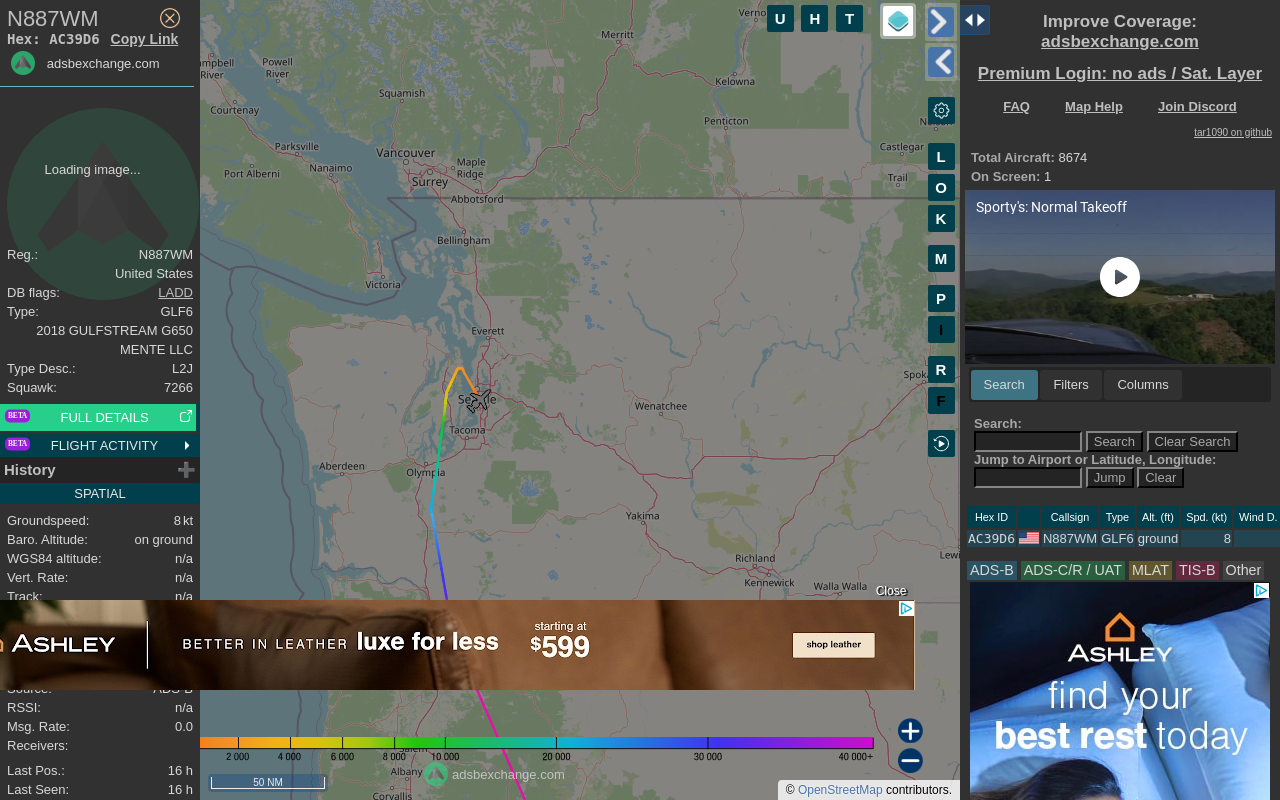 N887WM
Hex: AC39D6 Copy Link
adsbexchange.com
Loading image...
Reg.: N887WM
United States
DB flags: LADD
Type: GLF6
2018 GULFSTREAM G650
MENTE LLC
Type Desc.: L2J
Squawk: 7266
BETA FULL DETAILS
BETA FLIGHT ACTIVITY
History
SPATIAL
Groundspeed: 8 kt
Baro. Altitude: on ground
WGS84 altitude: n/a
Vert. Rate: n/a
Track: n/a
Source: ADS-B
RSSI: n/a
Msg. Rate: 0.0
Receivers:
Last Pos.: 16 h
Last Seen: 16 h
Merritt
Powell
River
River
Kelowna
Squamish
Courtenay
Penticton
Parksville
Nanaimo
Vancouver
Castlegar
Port Alberni
Maple
Ridge
Surrey
Trail
Abbotsford
Bellingham
Victoria
Everett
Wenatchee
Tacoma
Aberdeen
Olympia
Yakima
Richland
Kennewick
Walla Walla
Albany
Corvallis
U H T
L
O
K
M
P
I
R
F
Close
ASHLEY
BETTER IN LEATHER luxe for less
starting at
$599
shop leather
2 000 4 000 6 000 8 000 10 000 20 000 30 000 40 000+
adsbexchange.com
50 NM
© OpenStreetMap contributors.
Improve Coverage:
adsbexchange.com
Premium Login: no ads / Sat. Layer
FAQ Map Help Join Discord
tar1090 on github
Total Aircraft: 8674
On Screen: 1
Sporty's: Normal Takeoff
Search Filters Columns
Search:
Search Clear Search
Jump to Airport or Latitude, Longitude:
Jump Clear
Hex ID Callsign Type Alt. (ft) Spd. (kt) Wind D.
AC39D6 N887WM GLF6 ground 8
ADS-B ADS-C/R / UAT MLAT TIS-B Other
ASHLEY
find your
best rest today